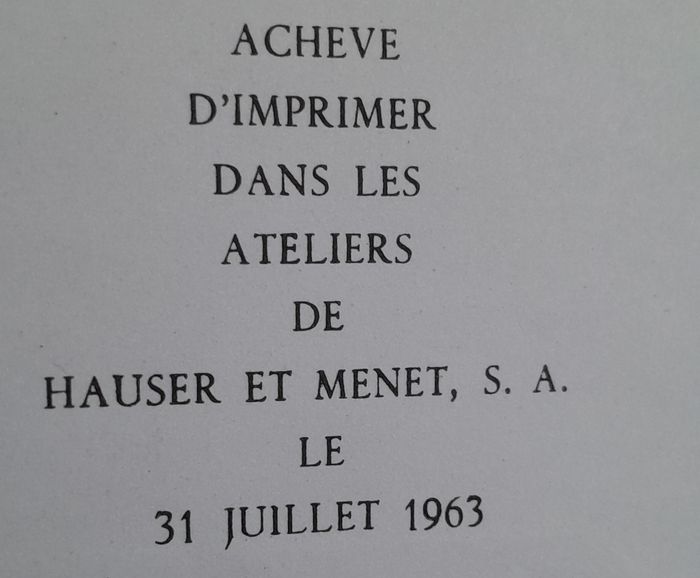 ACHEVE
D'IMPRIMER
DANS LES
ATELIERS
DE
HAUSER ET MENET, S. A.
LE
31 JUILLET 1963